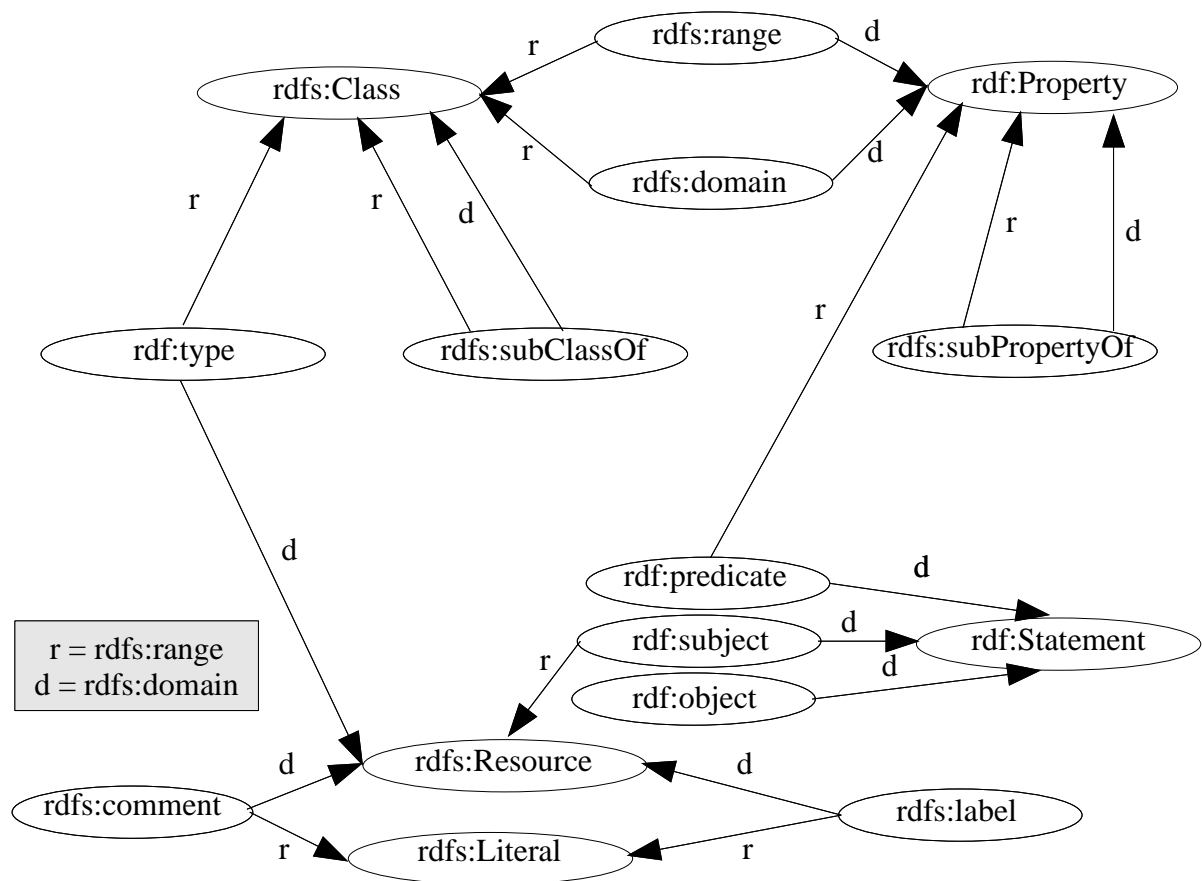 rdfs:range
r
d
rdfs:Class
rdf:Property
r
d
rdfs:domain
r
r
d
r
d
r
rdf:type
rdfs:subClassOf
rdfs:subPropertyOf
d
rdf:predicate
d
r = rdfs:range
d = rdfs:domain
rdf:subject
d
rdf:Statement
r
d
rdf:object
rdfs:Resource
d
d
rdfs:comment
rdfs:label
r
rdfs:Literal
r